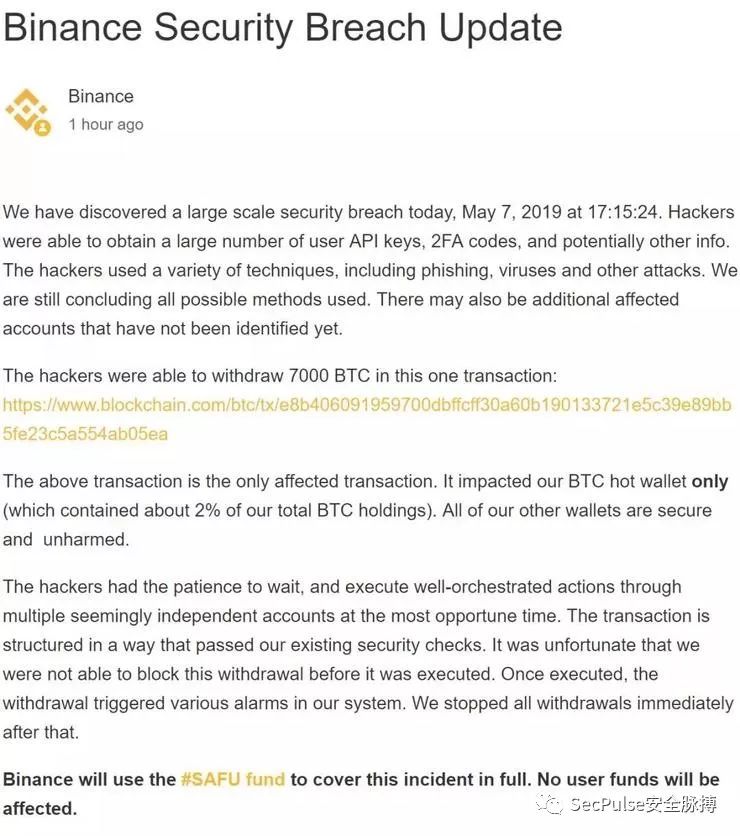 Binance Security Breach Update
Binance
1 hour ago
We have discovered a large scale security breach today, May 7, 2019 at 17:15:24. Hackers
were able to obtain a large number of user API keys, 2FA codes, and potentially other info.
The hackers used a variety of techniques, including phishing, viruses and other attacks. We
are still concluding all possible methods used. There may also be additional affected
accounts that have not been identified yet.
The hackers were able to withdraw 7000 BTC in this one transaction:
https://www.blockchain.com/btc/tx/e8b406091959700dbffcff30a60b190133721e5c39e89bb
5fe23c5a554ab05ea
The above transaction is the only affected transaction. It impacted our BTC hot wallet only
(which contained about 2% of our total BTC holdings). All of our other wallets are secure
and unharmed.
The hackers had the patience to wait, and execute well-orchestrated actions through
multiple seemingly independent accounts at the most opportune time. The transaction is
structured in a way that passed our existing security checks. It was unfortunate that we
were not able to block this withdrawal before it was executed. Once executed, the
withdrawal triggered various alarms in our system. We stopped all withdrawals immediately
after that.
Binance will use the #SAFU fund to cover this incident in full. No user funds will be
affected.
SecPulse安全脉搏